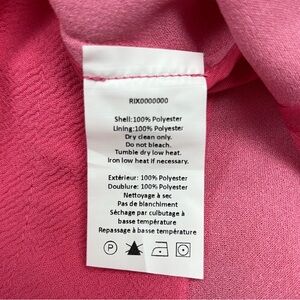 RIX0000000
Shell:100% Polyester
Lining:100% Polyester
Dry clean only.
Do not bleach.
Tumble dry low heat.
Iron low heat if necessary.
Extérieur: 100% Polyester
Doublure: 100% Polyester
Nettoyage à sec
Pas de blanchiment
Séchage par culbutage à
basse température
Repassage à basse température
P